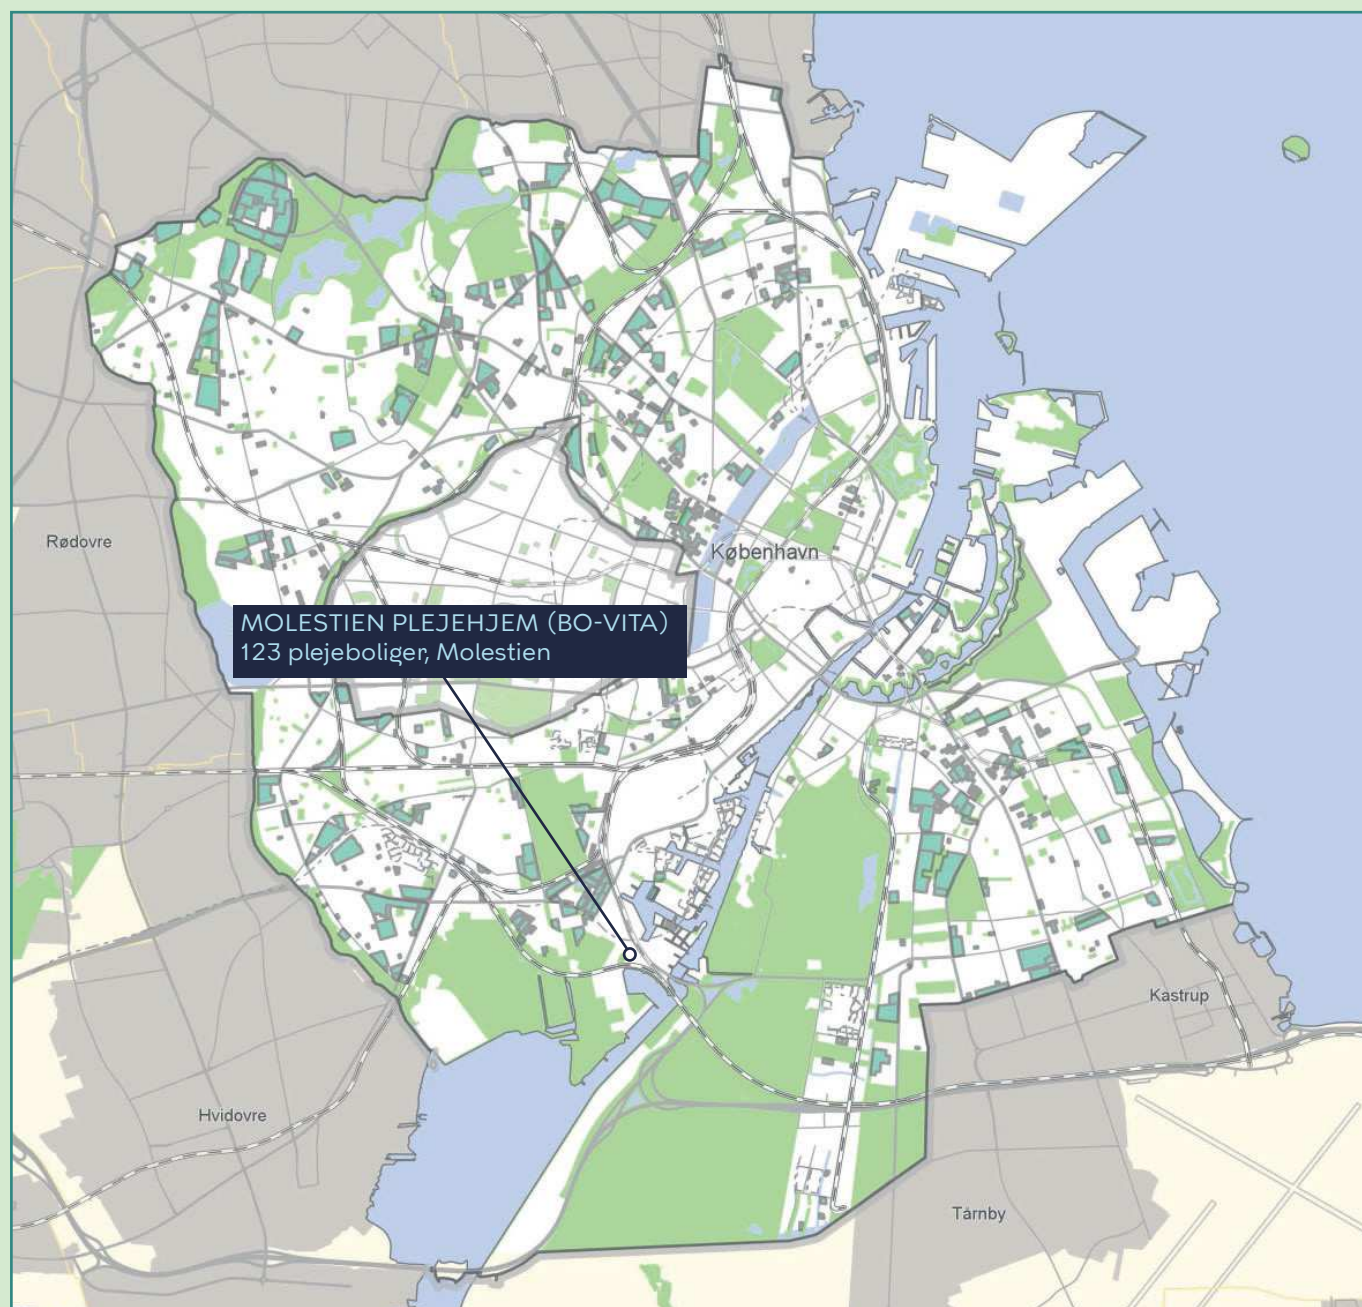 Rødovre
København
MOLESTIEN PLEJEHJEM (BO-VITA)
123 plejeboliger, Molestien
Kastrup
Hvidovre
Tårnby